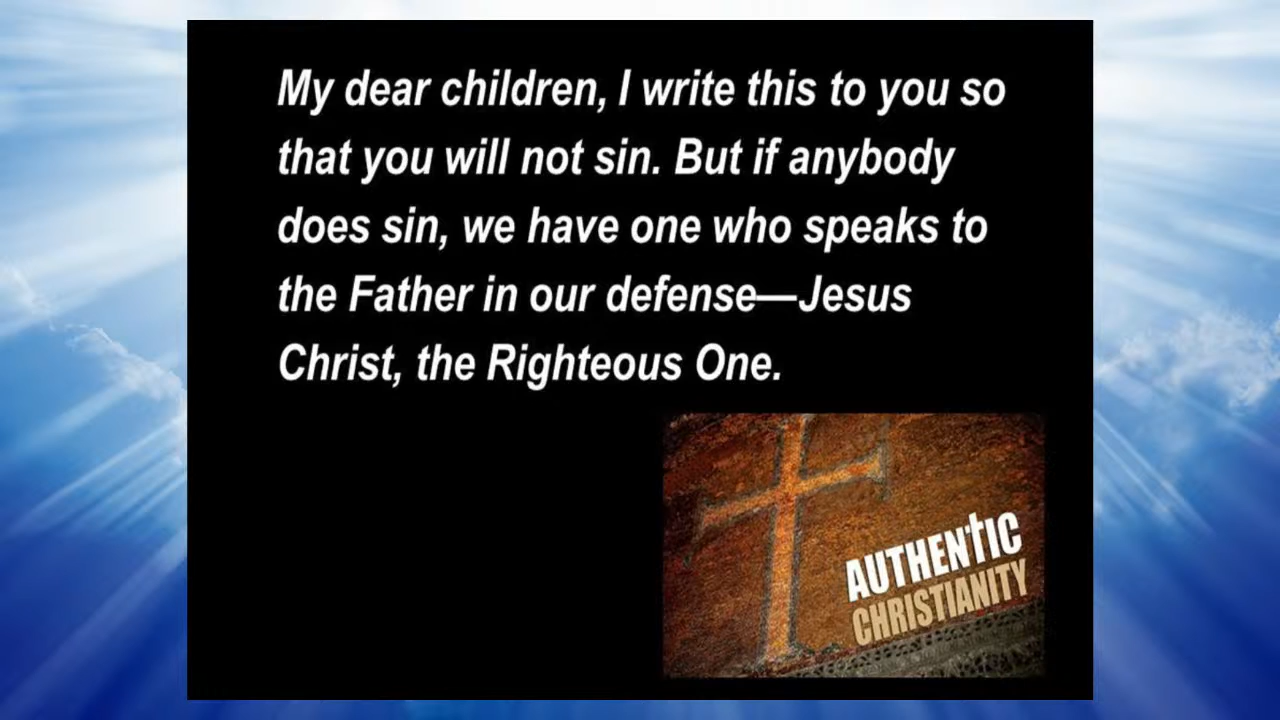 My dear children, I write this to you so
that you will not sin. But if anybody
does sin, we have one who speaks to
the Father in our defense—Jesus
Christ, the Righteous One.
AUTHENTIC
CHRISTIANITY